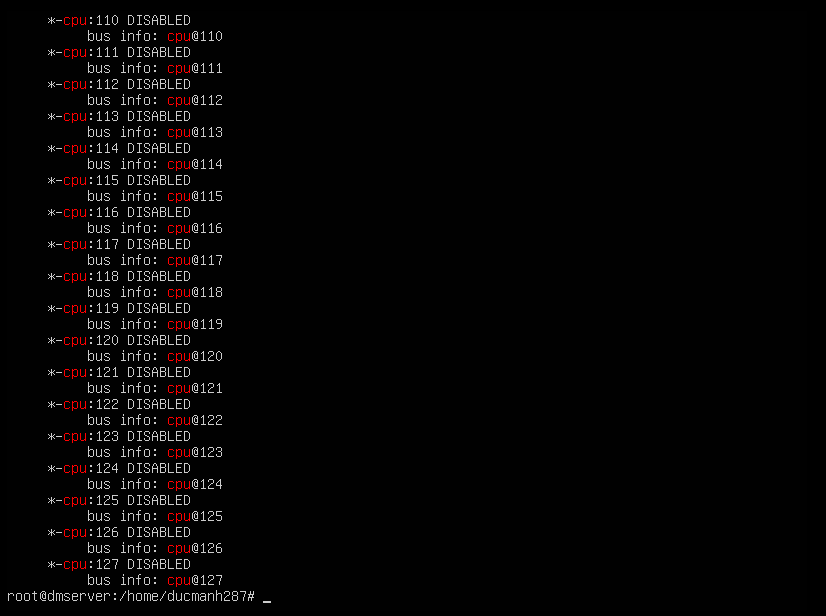 *-cpu:110 DISABLED
bus info: cpu@110
*-cpu:111 DISABLED
bus info: cpu@111
*-cpu:112 DISABLED
bus info: cpu@112
*-cpu:113 DISABLED
bus info: cpu@113
*-cpu:114 DISABLED
bus info: cpu@114
*-cpu:115 DISABLED
bus info: cpu@115
*-cpu:116 DISABLED
bus info: cpu@116
*-cpu:117 DISABLED
bus info: cpu@117
*-cpu:118 DISABLED
bus info: cpu@118
*-cpu:119 DISABLED
bus info: cpu@119
*-cpu:120 DISABLED
bus info: cpu@120
*-cpu:121 DISABLED
bus info: cpu@121
*-cpu:122 DISABLED
bus info: cpu@122
*-cpu:123 DISABLED
bus info: cpu@123
*-cpu:124 DISABLED
bus info: cpu@124
*-cpu:125 DISABLED
bus info: cpu@125
*-cpu:126 DISABLED
bus info: cpu@126
*-cpu:127 DISABLED
bus info: cpu@127
root@dmserver:/home/ducmanh287# _